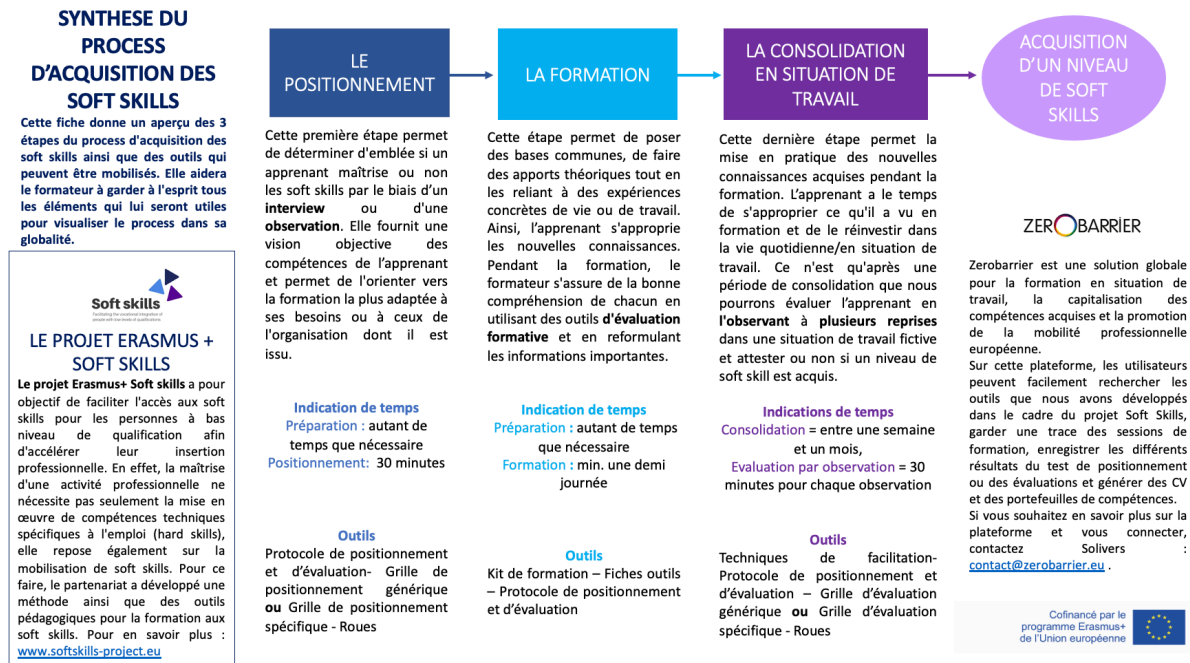 SYNTHESE DU
PROCESS
D'ACQUISITION DES
SOFT SKILLS
Cette fiche donne un aperçu des 3
étapes du process d'acquisition des
soft skills ainsi que des outils qui
peuvent être mobilisés. Elle aidera
le formateur à garder à l'esprit tous
les éléments qui lui seront utiles
pour visualiser le process dans sa
globalité.
Soft skills
Facilitating the vocational integration of
people with low levels of qualifications
LE PROJET ERASMUS +
SOFT SKILLS
Le projet Erasmus+ Soft skills a pour
objectif de faciliter l'accès aux soft
skills pour les personnes à bas
niveau de qualification afin
d'accélérer leur insertion
professionnelle. En effet, la maîtrise
d'une activité professionnelle ne
nécessite pas seulement la mise en
œuvre de compétences techniques
spécifiques à l'emploi (hard skills),
elle repose également sur la
mobilisation de soft skills. Pour ce
faire, le partenariat a développé une
méthode ainsi que des outils
pédagogiques pour la formation aux
soft skills. Pour en savoir plus :
www.softskills-project.eu
LE
POSITIONNEMENT
Cette première étape permet
de déterminer d'emblée si un
apprenant maîtrise ou non
les soft skills par le biais d'un
interview ou d'une
observation. Elle fournit une
vision objective des
compétences de l'apprenant
et permet de l'orienter vers
la formation la plus adaptée à
ses besoins ou à ceux de
l'organisation dont il est
issu.
Indication de temps
Préparation : autant de
temps que nécessaire
Positionnement: 30 minutes
Outils
Protocole de positionnement
et d'évaluation- Grille de
positionnement générique
ou Grille de positionnement
spécifique - Roues
LA FORMATION
Cette étape permet de poser
des bases communes, de faire
des apports théoriques tout en
les reliant à des expériences
concrètes de vie ou de travail.
Ainsi, l'apprenant s'approprie
les nouvelles connaissances.
Pendant la formation, le
formateur s'assure de la bonne
compréhension de chacun en
utilisant des outils d'évaluation
formative et en reformulant
les informations importantes.
Indication de temps
Préparation : autant de temps
que nécessaire
Formation : min. une demi
journée
Outils
Kit de formation – Fiches outils
– Protocole de positionnement
et d'évaluation
LA CONSOLIDATION
EN SITUATION DE
TRAVAIL
Cette dernière étape permet la
mise en pratique des nouvelles
connaissances acquises pendant la
formation. L'apprenant a le temps
de s'approprier ce qu'il a vu en
formation et de le réinvestir dans
la vie quotidienne/en situation de
travail. Ce n'est qu'après une
période de consolidation que nous
pourrons évaluer l'apprenant en
l'observant à plusieurs reprises
dans une situation de travail fictive
et attester ou non si un niveau de
soft skill est acquis.
Indications de temps
Consolidation = entre une semaine
et un mois,
Evaluation par observation = 30
minutes pour chaque observation
Outils
Techniques de facilitation-
Protocole de positionnement et
d'évaluation – Grille d'évaluation
générique ou Grille d'évaluation
spécifique - Roues
ACQUISITION
D'UN NIVEAU
DE SOFT
SKILLS
ZEROBARRIER
Zerobarrier est une solution globale
pour la formation en situation de
travail, la capitalisation des
compétences acquises et la promotion
de la mobilité professionnelle
européenne.
Sur cette plateforme, les utilisateurs
peuvent facilement rechercher les
outils que nous avons développés
dans le cadre du projet Soft Skills,
garder une trace des sessions de
formation, enregistrer les différents
résultats du test de positionnement
ou des évaluations et générer des CV
et des portefeuilles de compétences.
Si vous souhaitez en savoir plus sur la
plateforme et vous connecter,
contactez Solivers :
contact@zerobarrier.eu .
Cofinancé par le
programme Erasmus+
de l'Union européenne